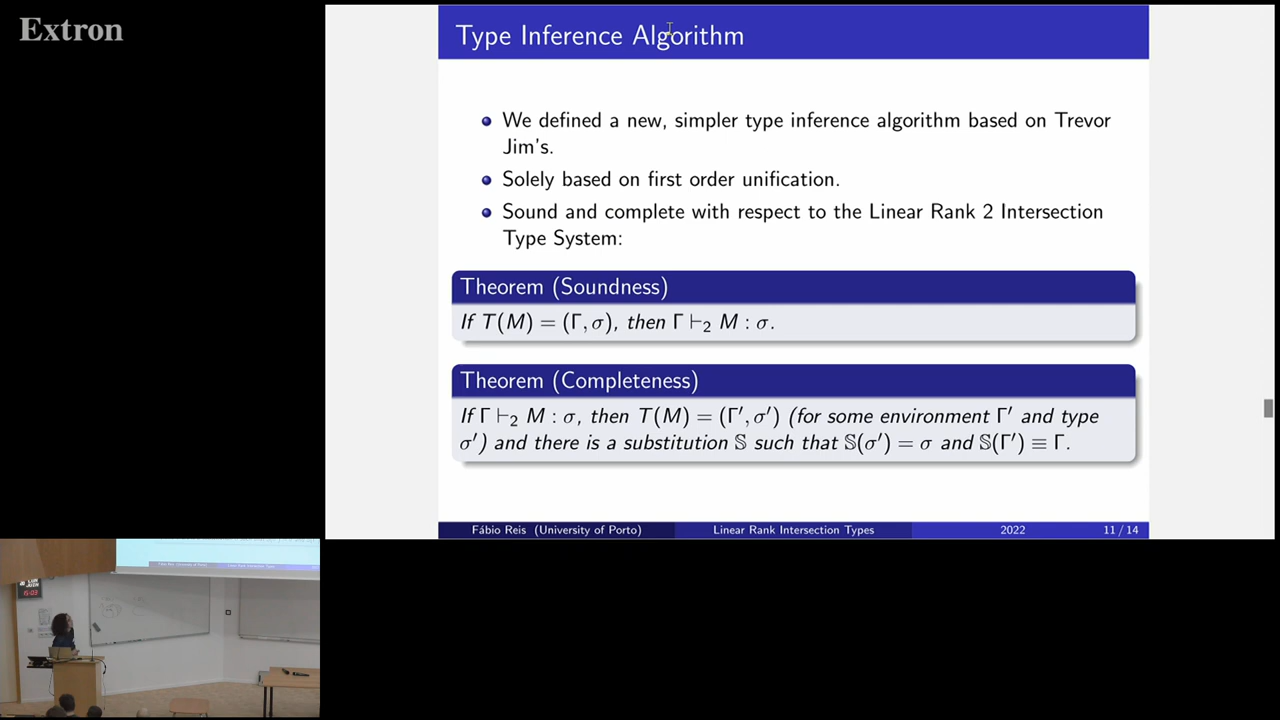 Extron
Type Inference Algorithm
We defined a new, simpler type inference algorithm based on Trevor
Jim's.
Solely based on first order unification.
Sound and complete with respect to the Linear Rank 2 Intersection
Type System:
Theorem (Soundness)
If T(M) = (Γ, σ), then Γ ⊢₂ M : σ.
Theorem (Completeness)
If Γ ⊢₂ M : σ, then T(M) = (Γ′, σ′) (for some environment Γ′ and type
σ′) and there is a substitution 𝕊 such that 𝕊(σ′) = σ and 𝕊(Γ′) ≡ Γ.
Fábio Reis (University of Porto) Linear Rank Intersection Types 2022 11 / 14
15:03